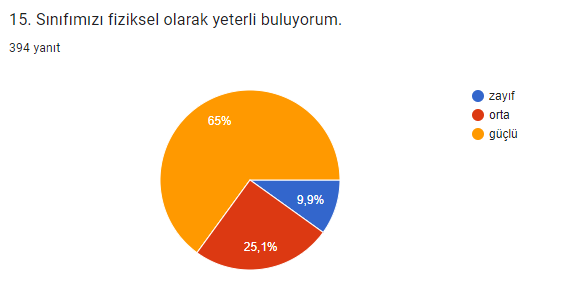 15. Sınıfımızı fiziksel olarak yeterli buluyorum.
394 yanıt
zayıf
orta
güçlü
65%
9,9%
25,1%